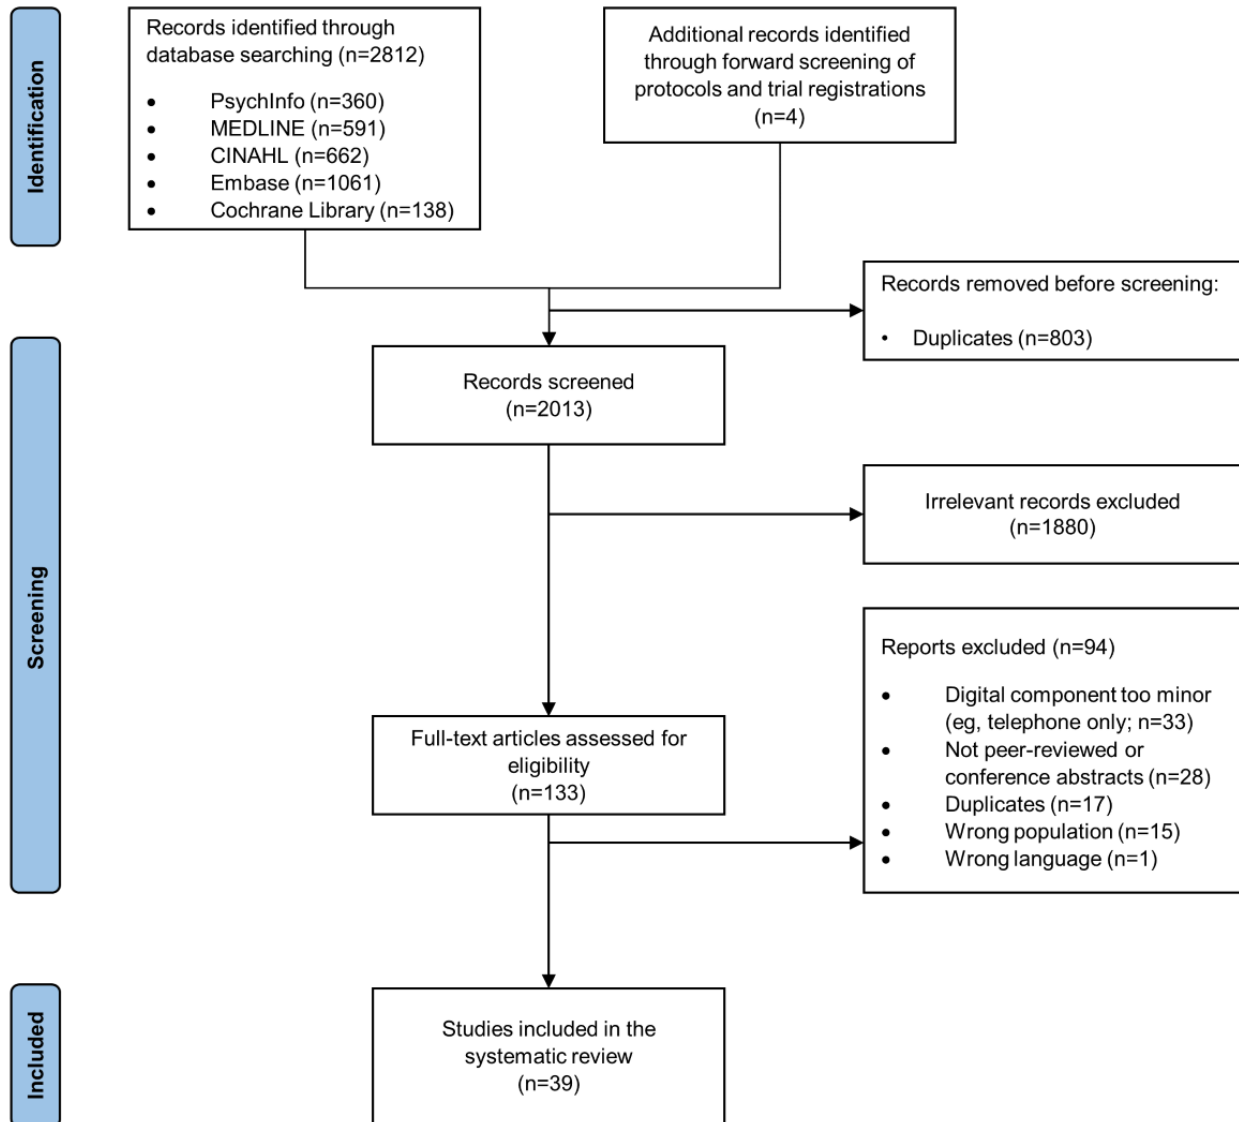 Identification
Records identified through
database searching (n=2812)
• PsychInfo (n=360)
• MEDLINE (n=591)
• CINAHL (n=662)
• Embase (n=1061)
• Cochrane Library (n=138)
Additional records identified
through forward screening of
protocols and trial registrations
(n=4)
Records removed before screening:
• Duplicates (n=803)
Screening
Records screened
(n=2013)
Irrelevant records excluded
(n=1880)
Full-text articles assessed for
eligibility
(n=133)
Reports excluded (n=94)
• Digital component too minor
(eg, telephone only; n=33)
• Not peer-reviewed or
conference abstracts (n=28)
• Duplicates (n=17)
• Wrong population (n=15)
• Wrong language (n=1)
Included
Studies included in the
systematic review
(n=39)